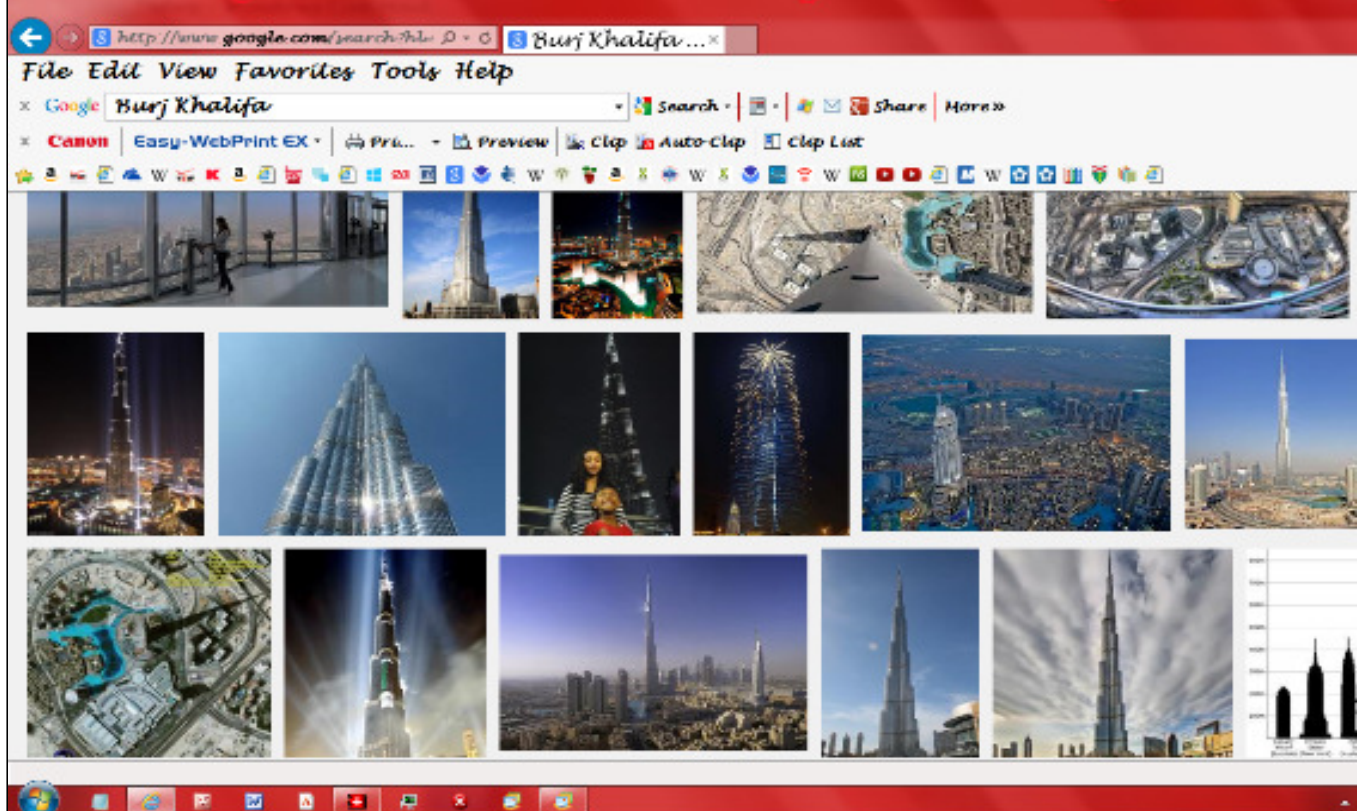 http://www.google.com/search?hl= Burj Khalifa ...
File Edit View Favorites Tools Help
Google Burj Khalifa Search Share More »
Canon Easy-WebPrint EX Pri... Preview Clip Auto-Clip Clip List